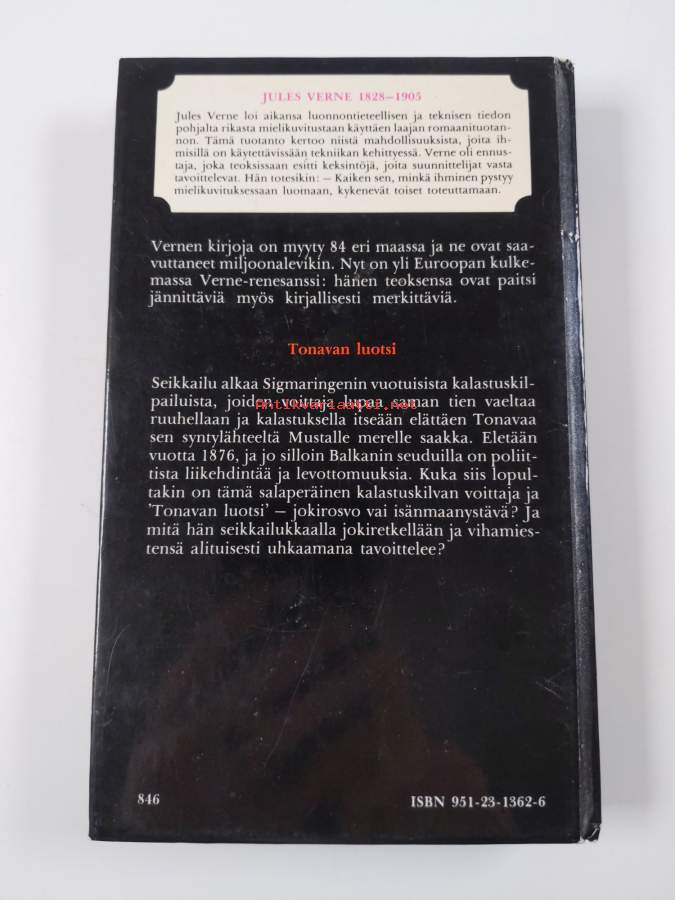 JULES VERNE 1828–1905
Jules Verne loi aikansa luonnontieteellisen ja teknisen tiedon
pohjalta rikasta mielikuvitustaan käyttäen laajan romaanituotan-
non. Tämä tuotanto kertoo niistä mahdollisuuksista, joita ih-
misillä on käytettävissään tekniikan kehittyessä. Verne oli ennus-
taja, joka teoksissaan esitti keksintöjä, joita suunnittelijat vasta
tavoittelevat. Hän totesikin: – Kaiken sen, minkä ihminen pystyy
mielikuvituksessaan luomaan, kykenevät toiset toteuttamaan.
Vernen kirjoja on myyty 84 eri maassa ja ne ovat saa-
vuttaneet miljoonalevikin. Nyt on yli Euroopan kulke-
massa Verne-renesanssi: hänen teoksensa ovat paitsi
jännittäviä myös kirjallisesti merkittäviä.
Tonavan luotsi
Seikkailu alkaa Sigmaringenin vuotuisista kalastuskil-
pailuista, joiden voittaja lupaa saman tien vaeltaa
Antikvariaatti.net
ruuhellaan ja kalastuksella itseään elättäen Tonavaa
sen syntylähteeltä Mustalle merelle saakka. Eletään
vuotta 1876, ja jo silloin Balkanin seuduilla on poliit-
tista liikehdintää ja levottomuuksia. Kuka siis lopul-
takin on tämä salaperäinen kalastuskilvan voittaja ja
'Tonavan luotsi' – jokirosvo vai isänmaanystävä? Ja
mitä hän seikkailukkaalla jokiretkellään ja vihamies-
tensä alituisesti uhkaamana tavoittelee?
846
ISBN 951-23-1362-6